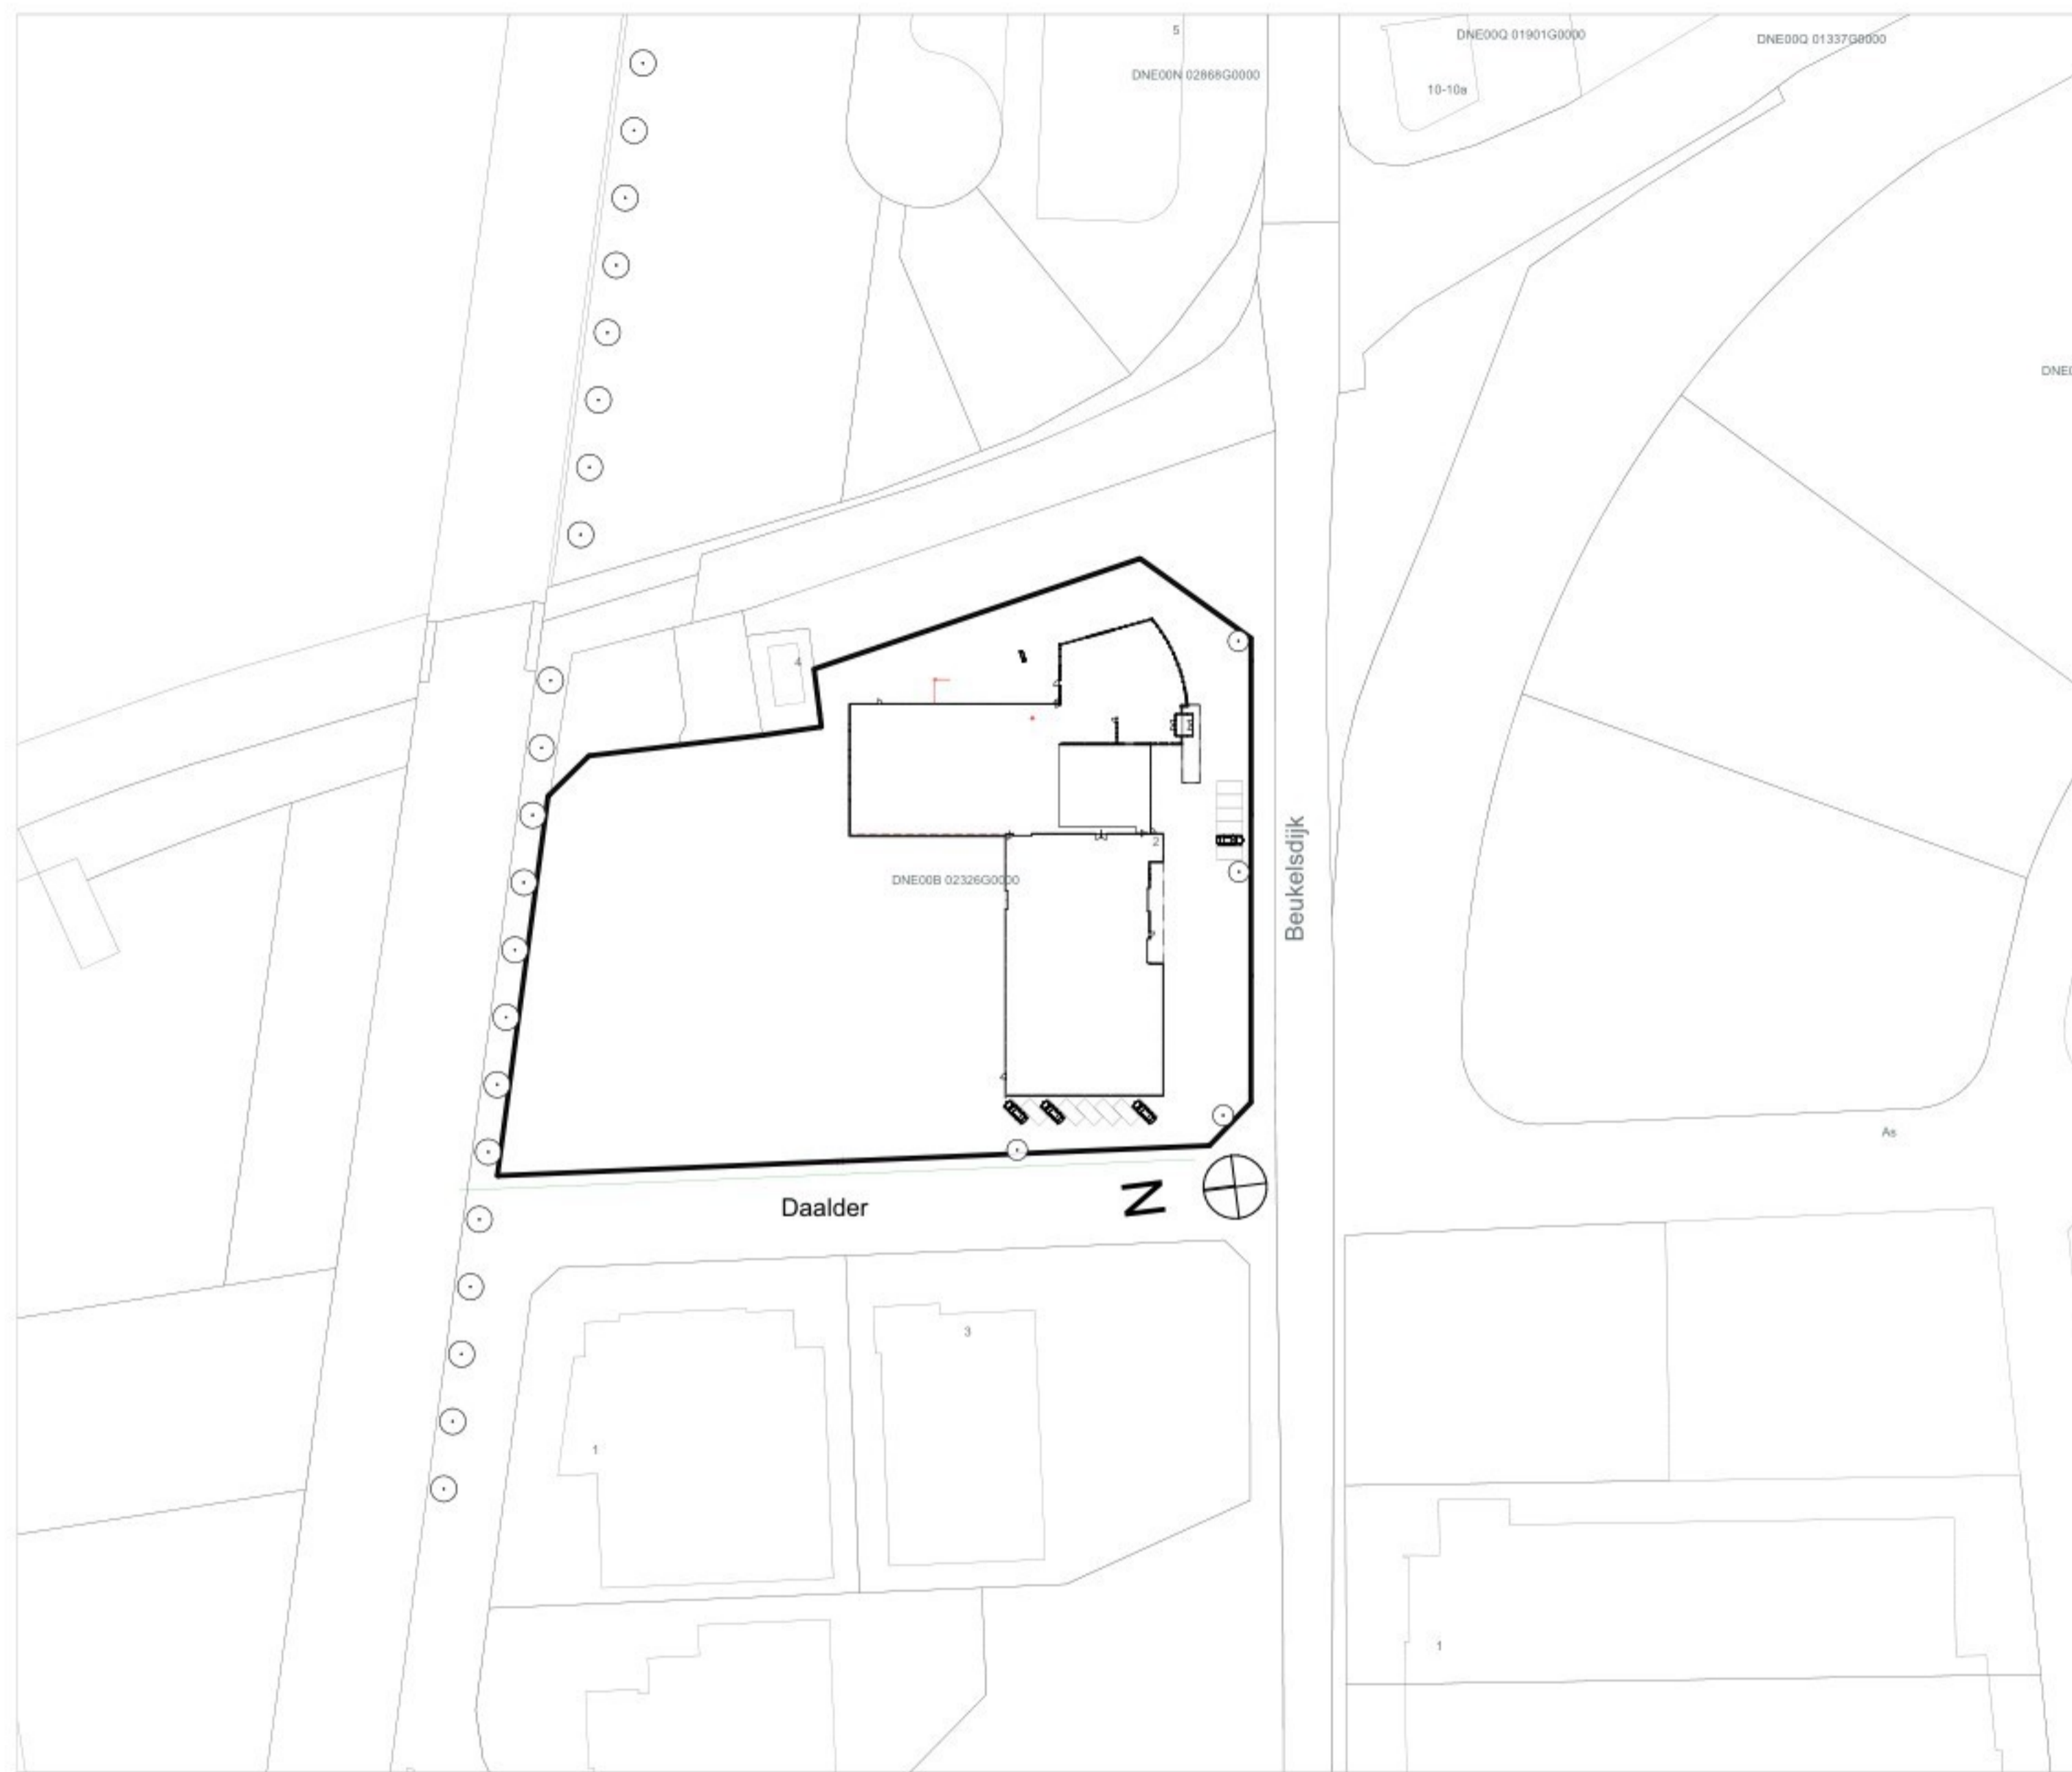 5
DNE00Q 01901G0000
DNE00Q 01337G0000
DNE00N 02868G0000
10-10a
4
2
DNE00B 02326G0000
Beukelsdijk
As
N
Daalder
3
1
1